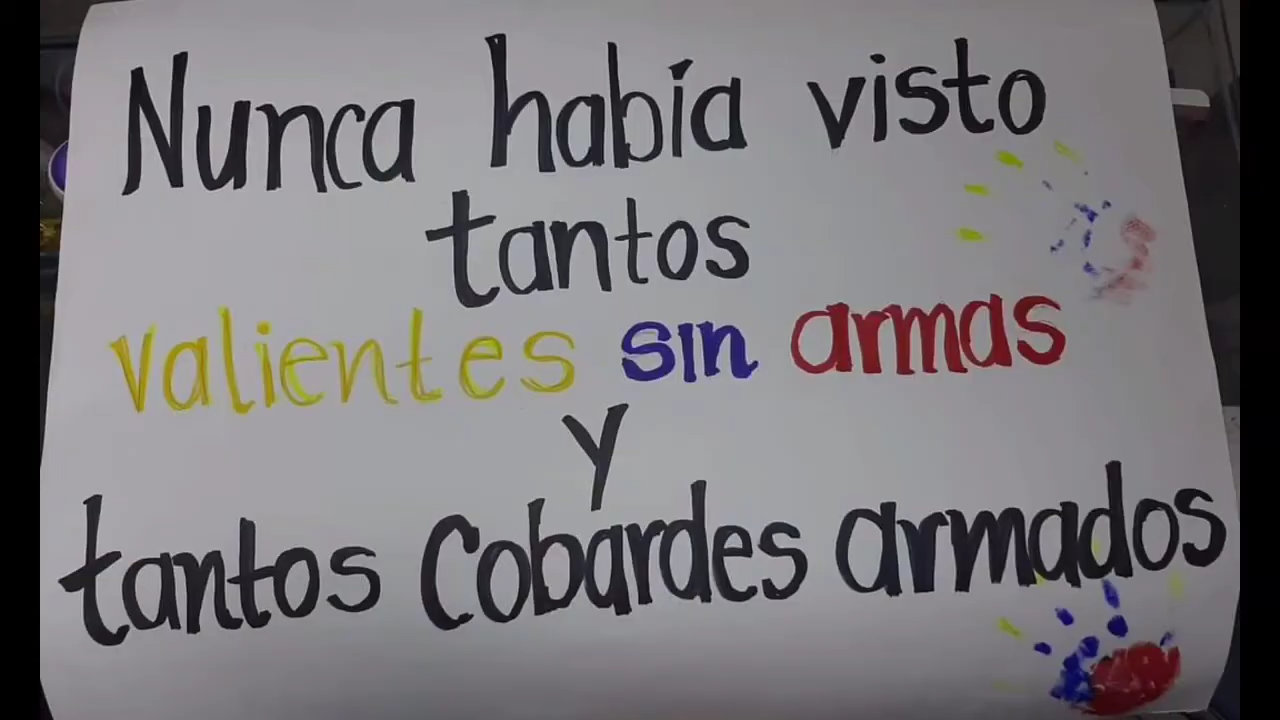 Nunca había visto
tantos
valientes sin armas
y
tantos Cobardes armados